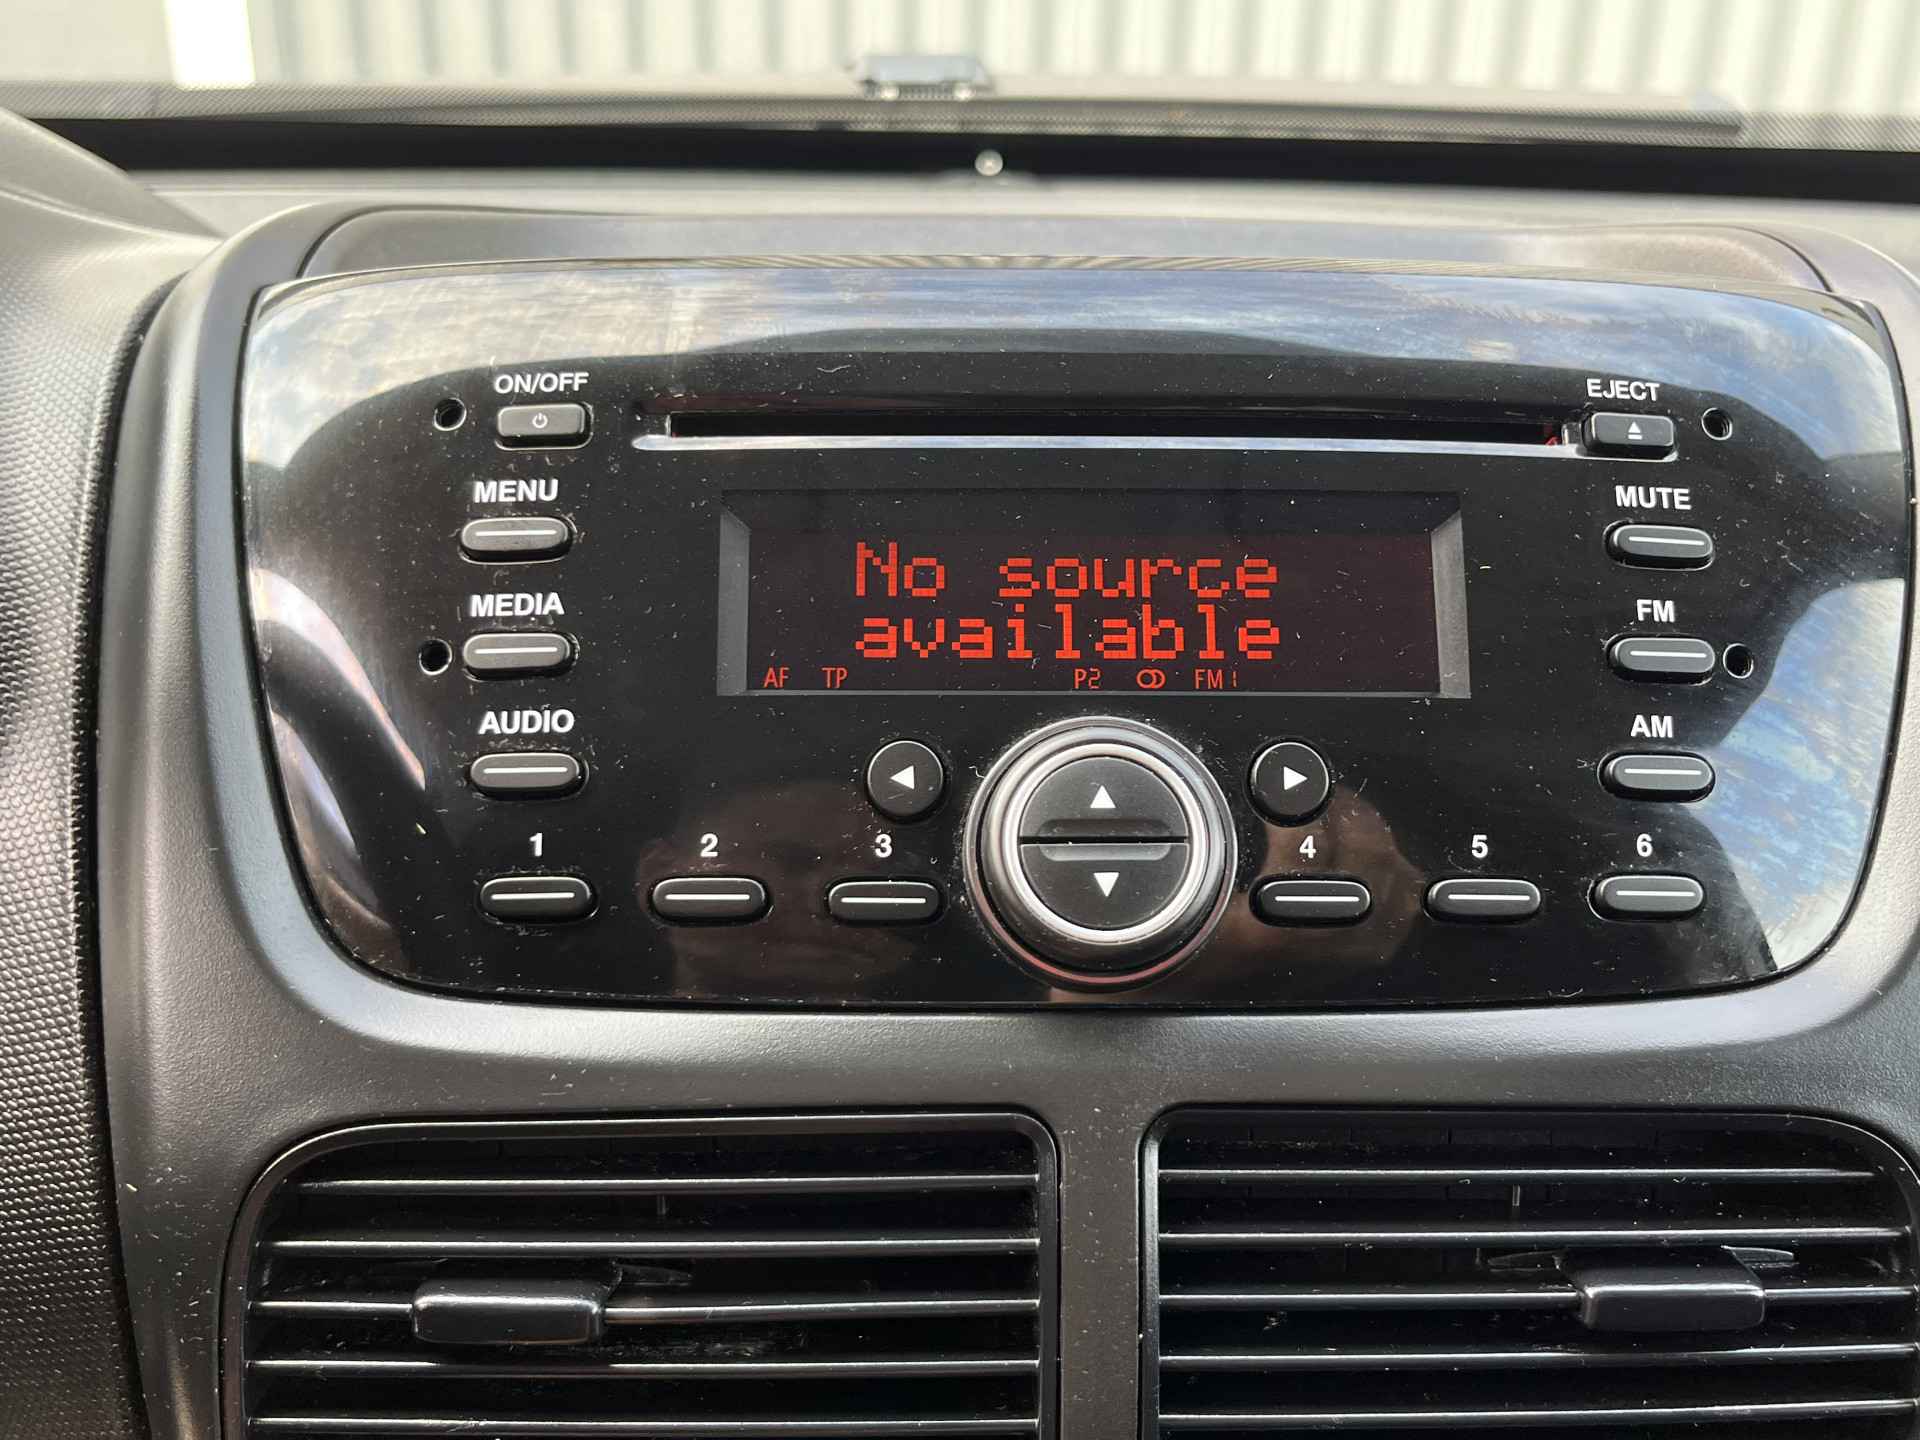 ON/OFF
EJECT
MENU
MUTE
No source
available
MEDIA
FM
AF TP P2 FM1
AUDIO
AM
1 2 3 4 5 6